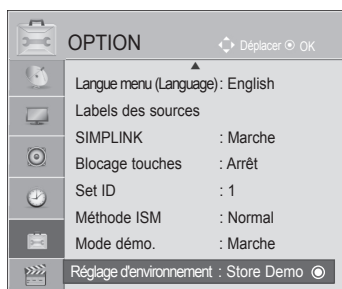 OPTION
Déplacer OK
Langue menu (Language) : English
Labels des sources
SIMPLINK : Marche
Blocage touches : Arrêt
Set ID : 1
Méthode ISM : Normal
Mode démo. : Marche
Réglage d'environnement : Store Demo